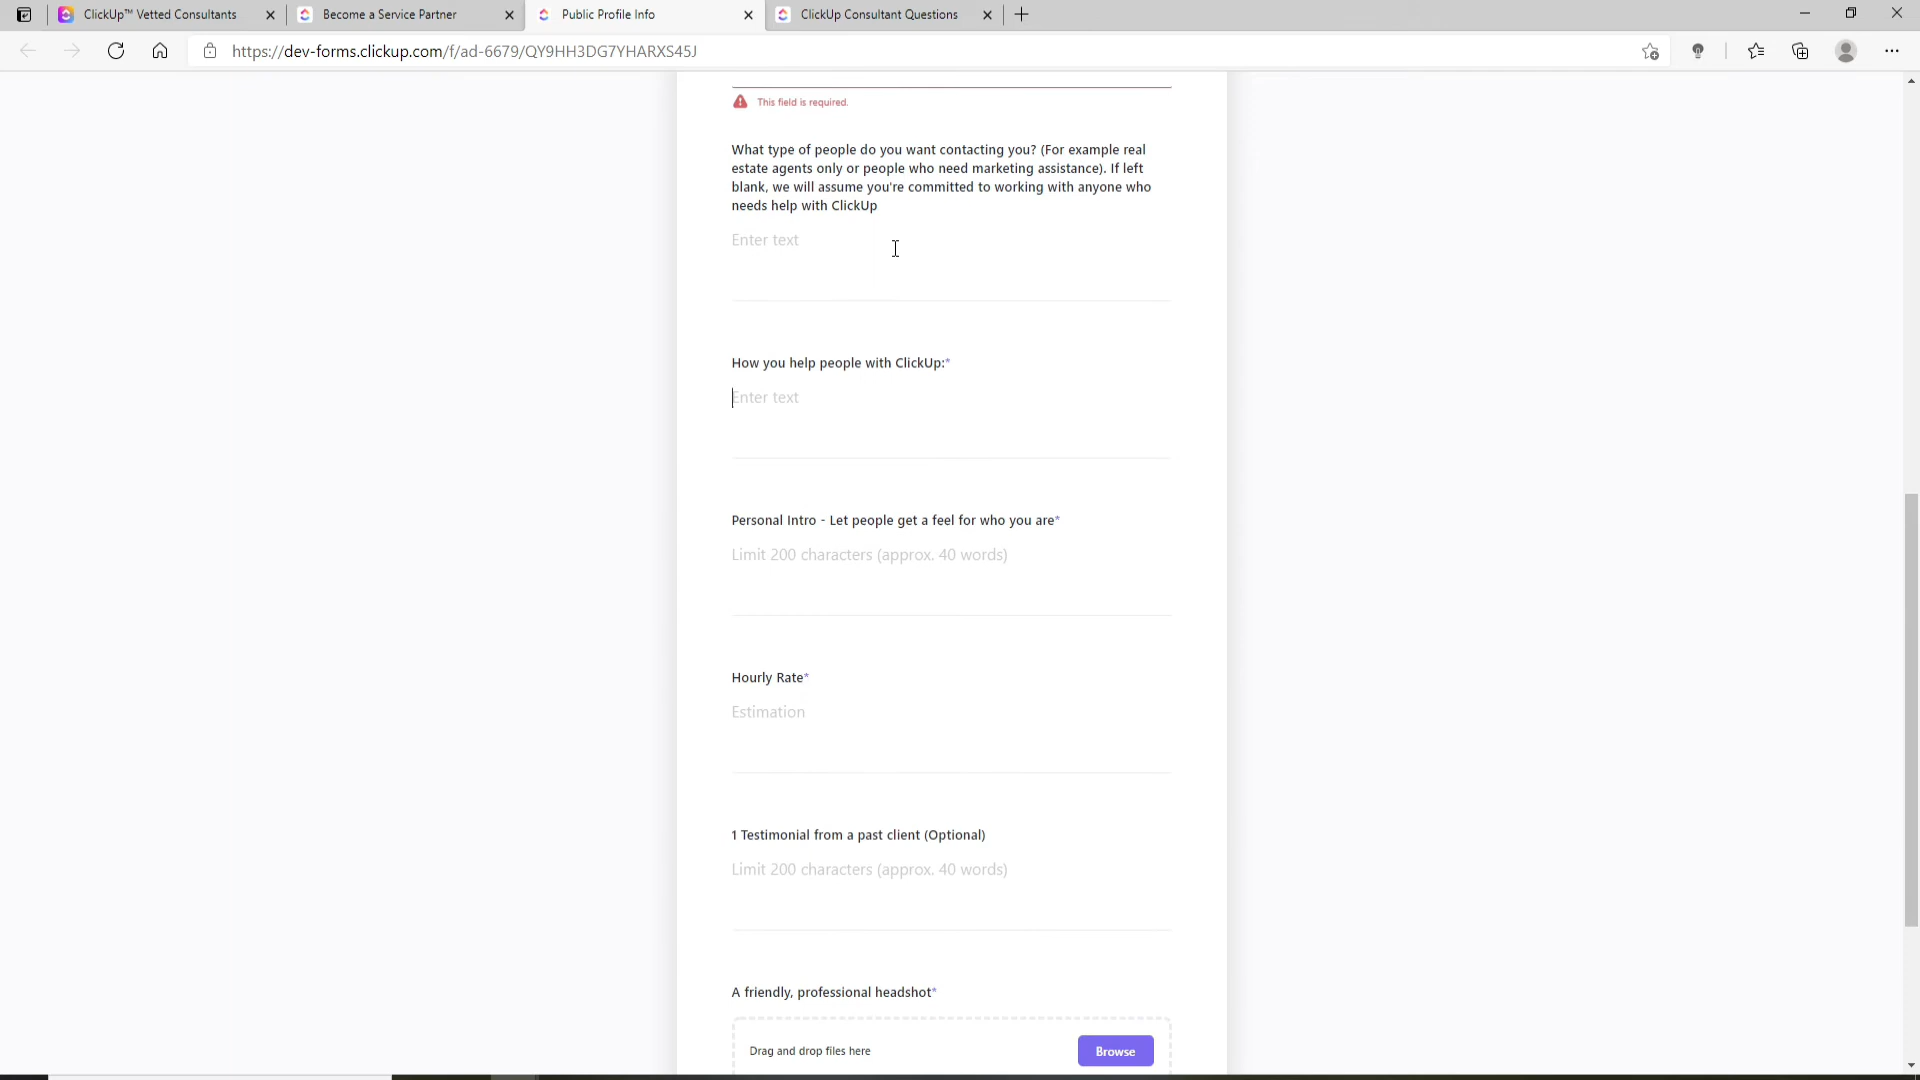 ClickUp™ Vetted Consultants
Become a Service Partner
Public Profile Info
ClickUp Consultant Questions
https://dev-forms.clickup.com/f/ad-6679/QY9HH3DG7YHARXS45J
This field is required.
What type of people do you want contacting you? (For example real
estate agents only or people who need marketing assistance). If left
blank, we will assume you're committed to working with anyone who
needs help with ClickUp
Enter text
How you help people with ClickUp:*
Enter text
Personal Intro - Let people get a feel for who you are*
Limit 200 characters (approx. 40 words)
Hourly Rate*
Estimation
1 Testimonial from a past client (Optional)
Limit 200 characters (approx. 40 words)
A friendly, professional headshot*
Drag and drop files here
Browse